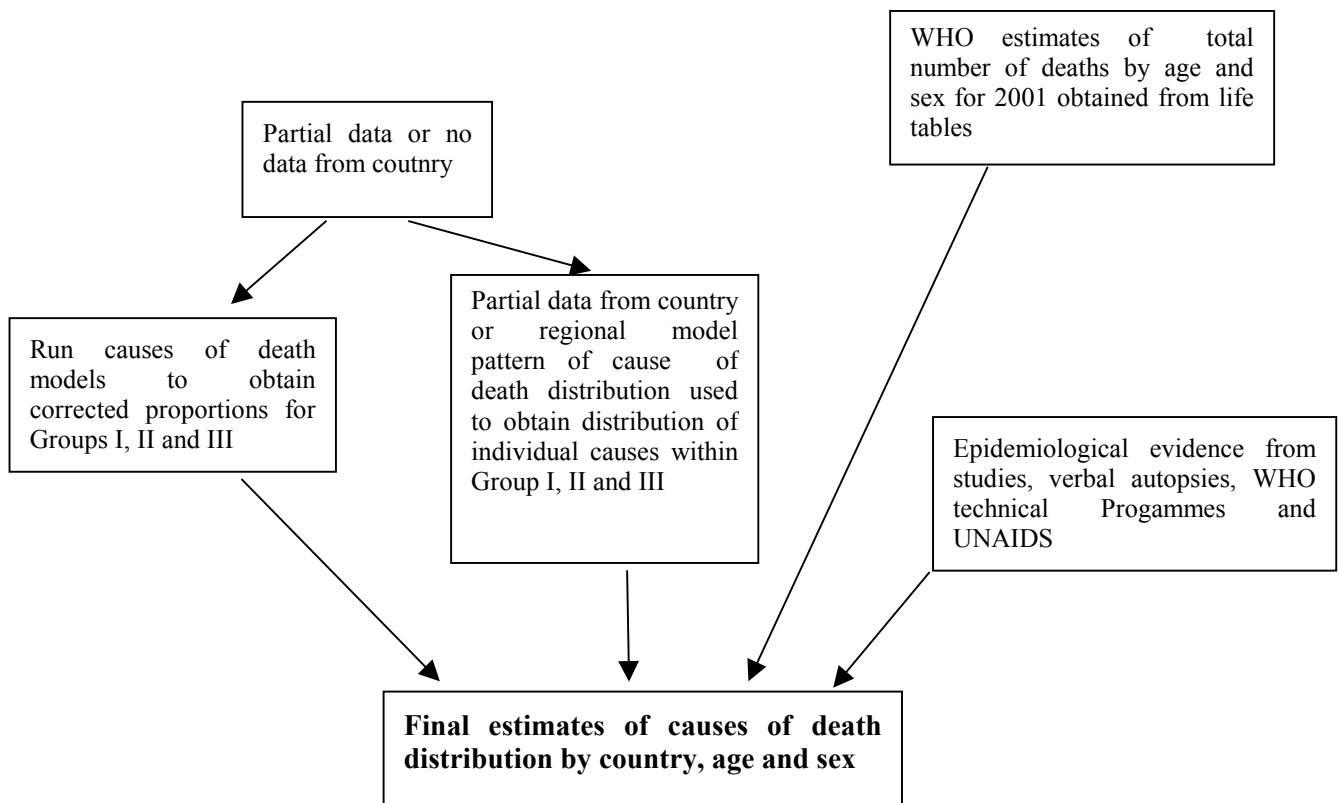 WHO estimates of total
number of deaths by age and
sex for 2001 obtained from life
tables
Partial data or no
data from coutnry
Run causes of death
models to obtain
corrected proportions for
Groups I, II and III
Partial data from country
or regional model
pattern of cause of
death distribution used
to obtain distribution of
individual causes within
Group I, II and III
Epidemiological evidence from
studies, verbal autopsies, WHO
technical Progammes and
UNAIDS
Final estimates of causes of death
distribution by country, age and sex